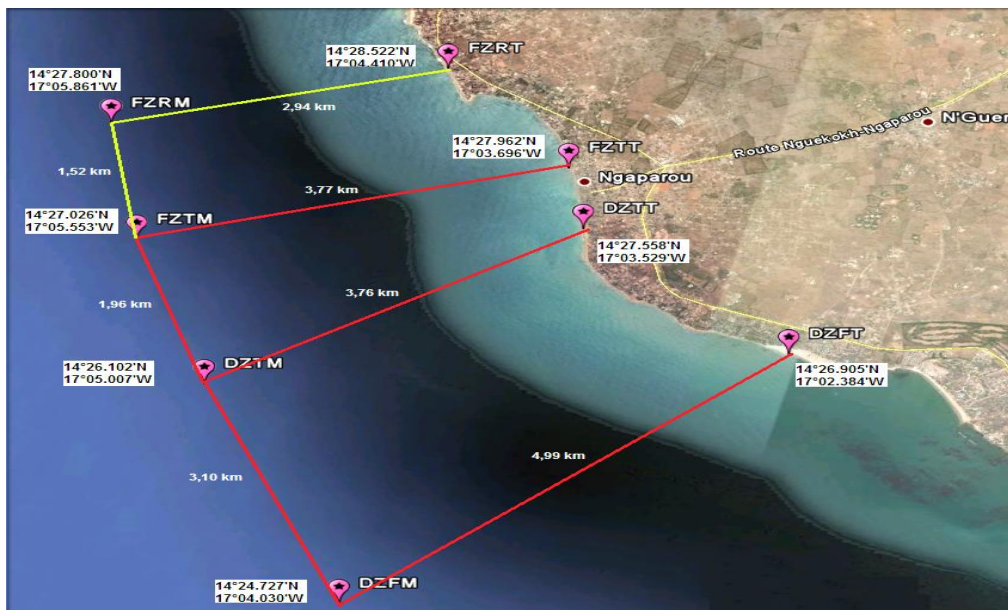 14°28.522'N
17°04.410'W
FZRT
14°27.800'N
17°05.861'W
FZRM
2,94 km
N'Guer
Route Nguekokh-Ngaparou
14°27.962'N
17°03.696'W
FZTT
1,52 km
3,77 km
Ngaparou
14°27.026'N
17°05.553'W
FZTM
DZTT
14°27.558'N
17°03.529'W
1,96 km
3,76 km
DZFT
14°26.102'N
17°05.007'W
DZTM
14°26.905'N
17°02.384'W
4,99 km
3,10 km
14°24.727'N
17°04.030'W
DZFM